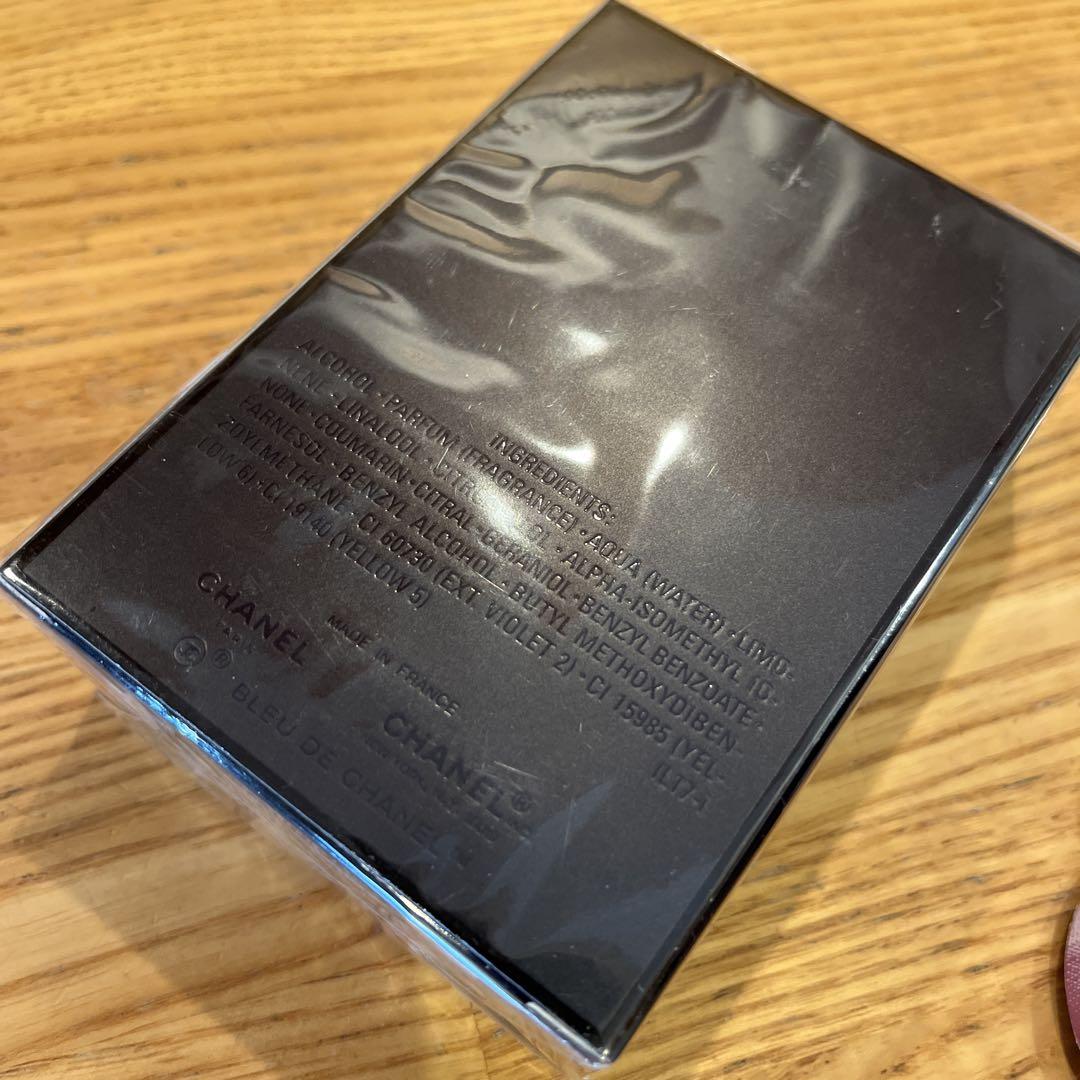 INGREDIENTS:
ALCOHOL · PARFUM (FRAGRANCE) · AQUA (WATER) · LIMO-
NENE · LINALOOL · · ALPHA-ISOMETHYL IO-
NONE · COUMARIN · CITRAL · GERANIOL · BENZYL BENZOATE ·
FARNESOL · BENZYL ALCOHOL · BUTYL METHOXYDIBEN-
ZOYLMETHANE · CI 60730 (EXT. VIOLET 2) · CI 15985 (YEL-
LOW 6) · CI 19140 (YELLOW 5)
IL17-1
MADE IN FRANCE
CHANEL
CHANEL®
® BLEU DE CHANEL